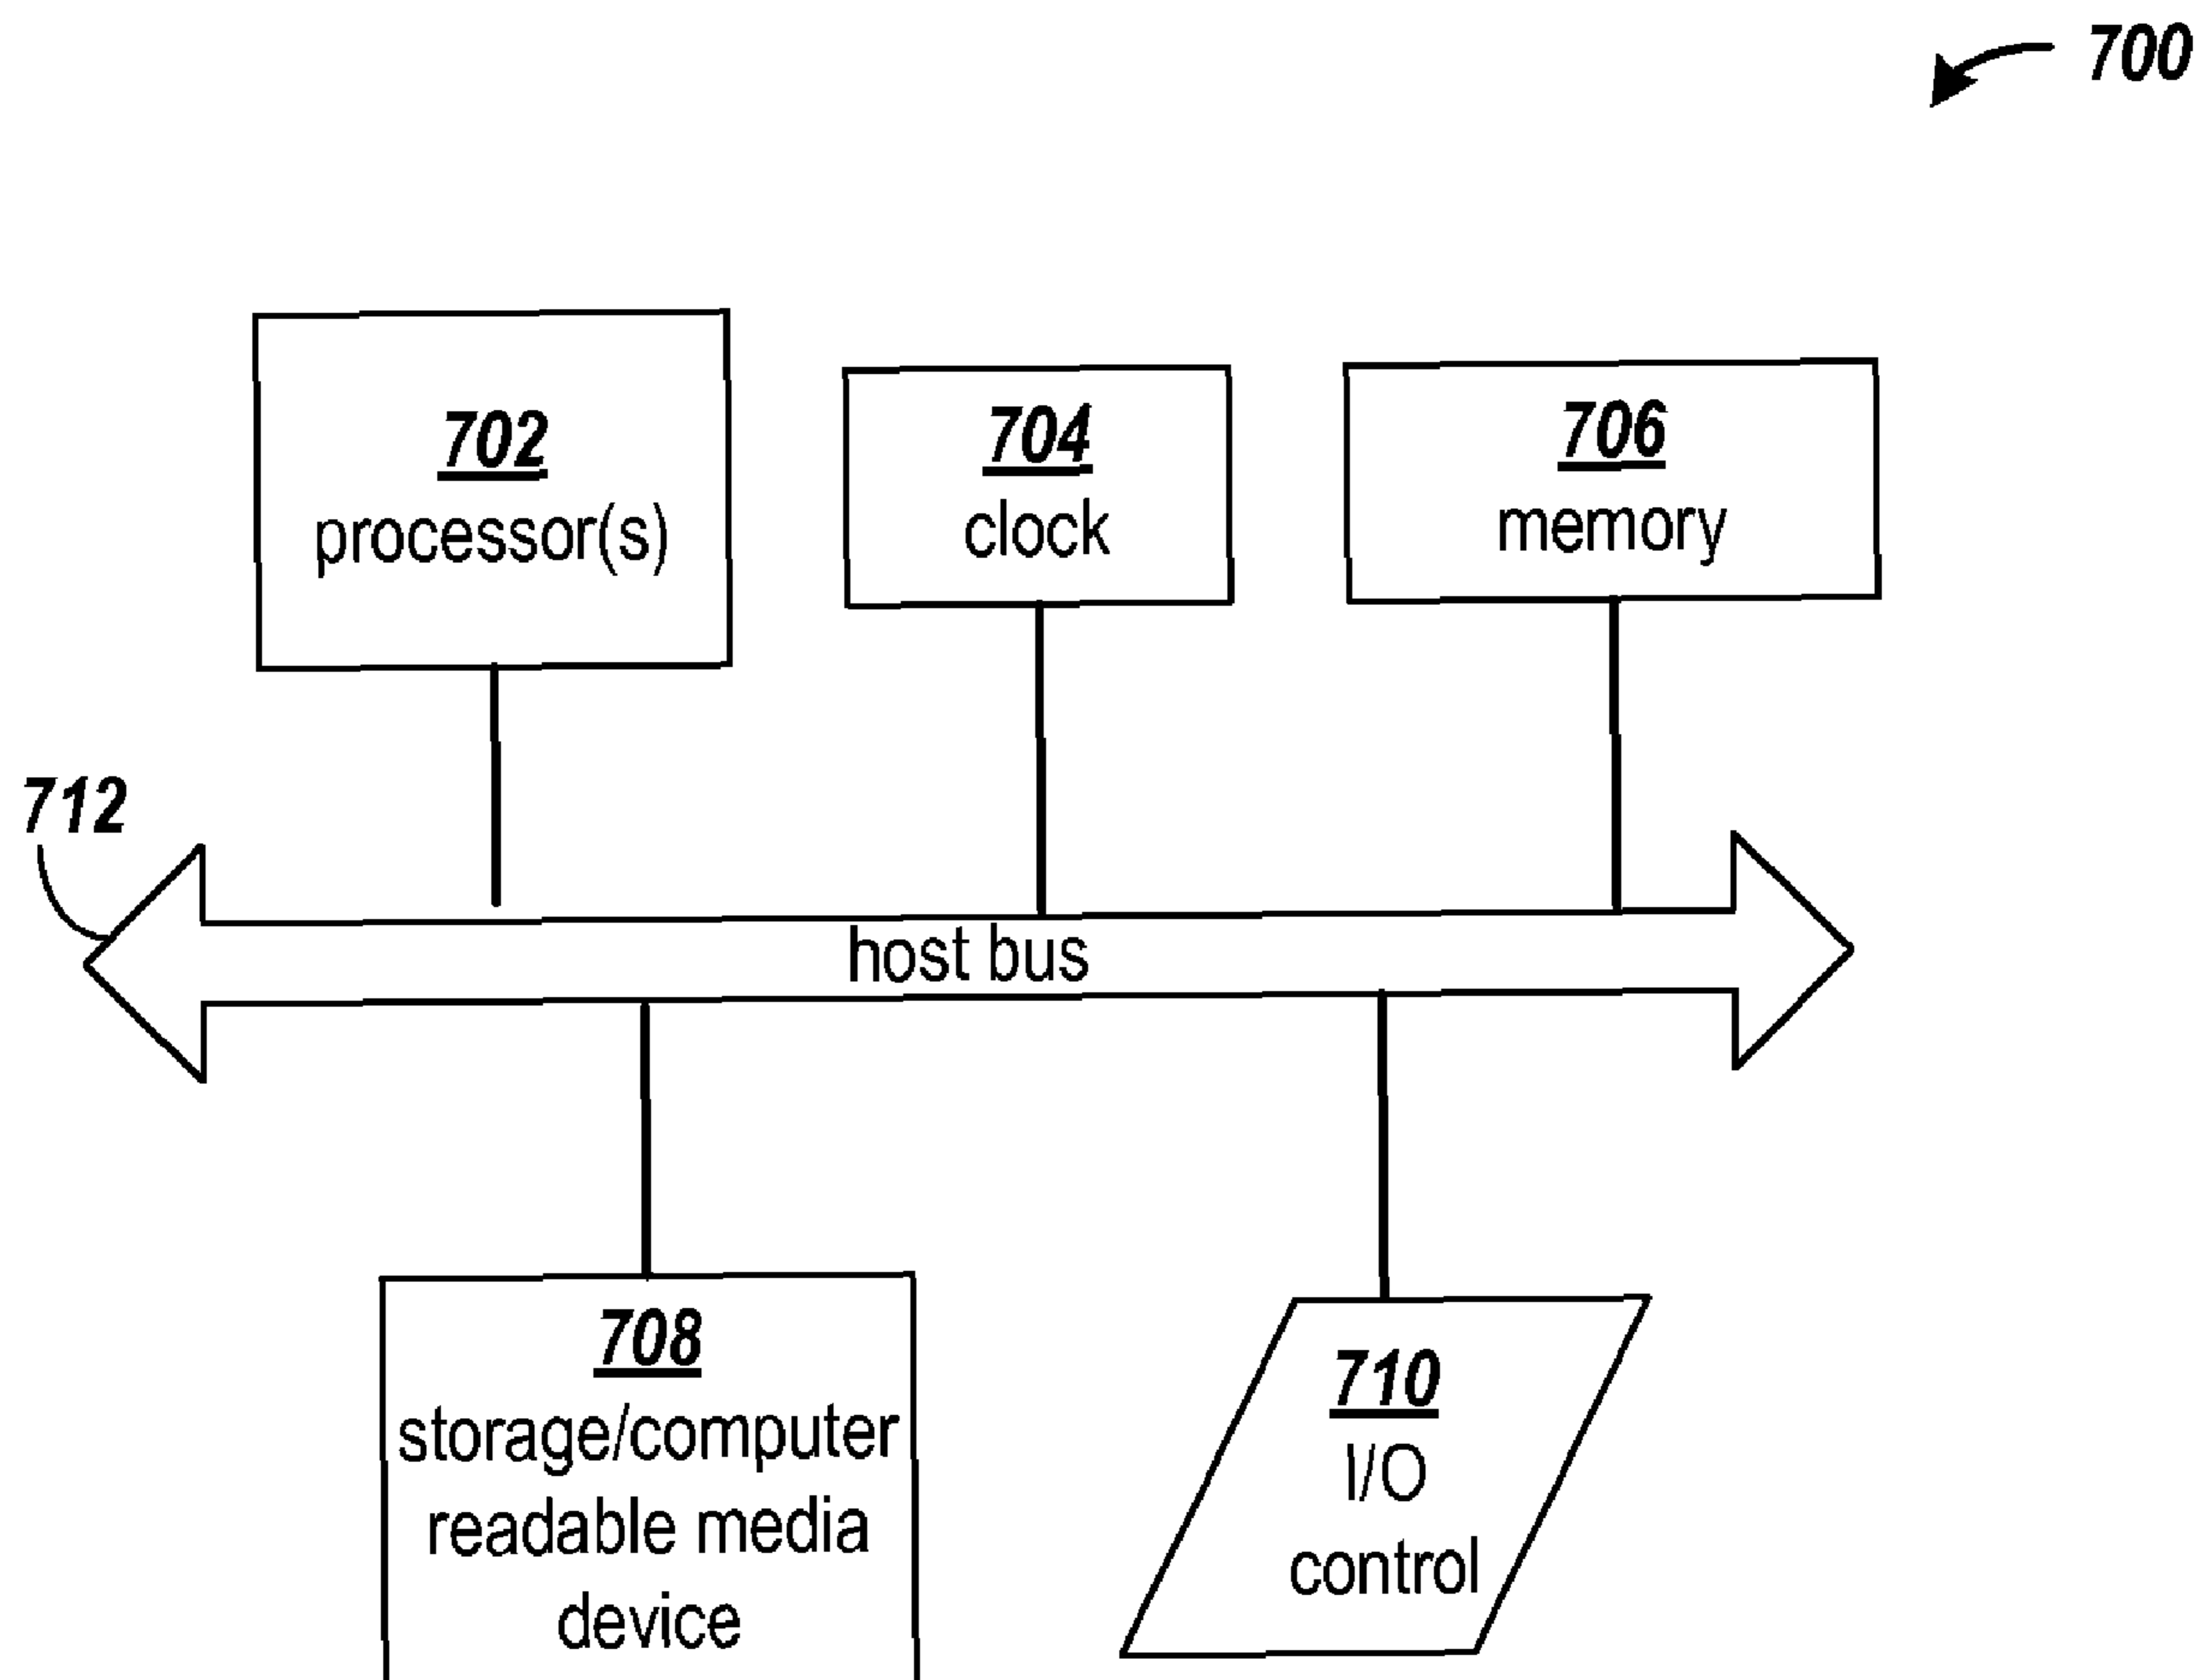 700
702
processor(s)
704
clock
706
memory
712
host bus
708
storage/computer
readable media
device
710
I/O
control